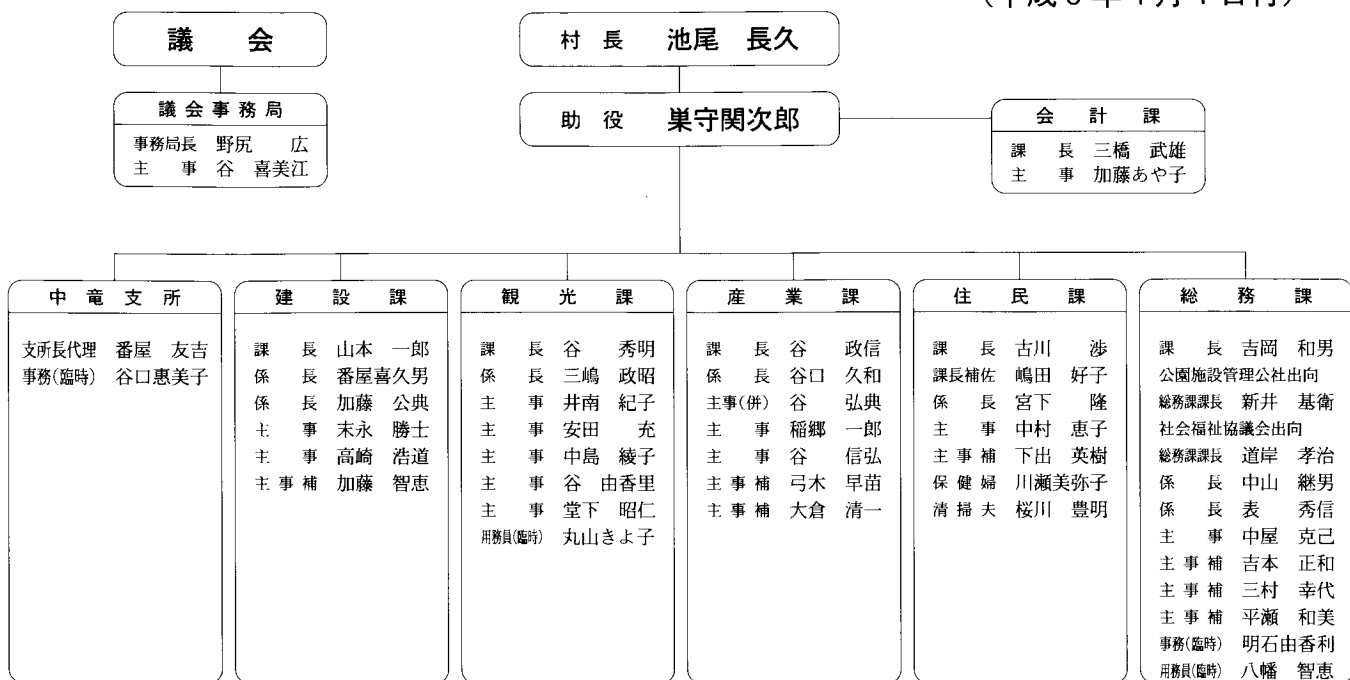 議会
村長 池尾 長久
議会事務局
事務局長 野尻 広
主事 谷 喜美江
助役 巣守関次郎
会計課
課長 三橋 武雄
主事 加藤あや子
中竜支所
支所長代理 番屋 友吉
事務(臨時) 谷口恵美子
建設課
課長 山本 一郎
係長 番屋喜久男
係長 加藤 公典
主事 末永 勝士
主事 高崎 浩道
主事補 加藤 智恵
観光課
課長 谷 秀明
係長 三嶋 政昭
主事 井南 紀子
主事 安田 充
主事 中島 綾子
主事 谷 由香里
主事 堂下 昭仁
用務員(臨時) 丸山きよ子
産業課
課長 谷 政信
係長 谷口 久和
主事(併) 谷 弘典
主事 稲郷 一郎
主事 谷 信弘
主事補 弓木 早苗
主事補 大倉 清一
住民課
課長 古川 渉
課長補佐 嶋田 好子
係長 宮下 隆
主事 中村 恵子
主事補 下出 英樹
保健婦 川瀬美弥子
清掃夫 桜川 豊明
総務課
課長 吉岡 和男
公園施設管理公社出向
総務課課長 新井 基衛
社会福祉協議会出向
総務課課長 道岸 孝治
係長 中山 継男
係長 表 秀信
主事 中屋 克己
主事補 吉本 正和
主事補 三村 幸代
主事補 平瀬 和美
事務(臨時) 明石由香利
用務員(臨時) 八幡 智恵